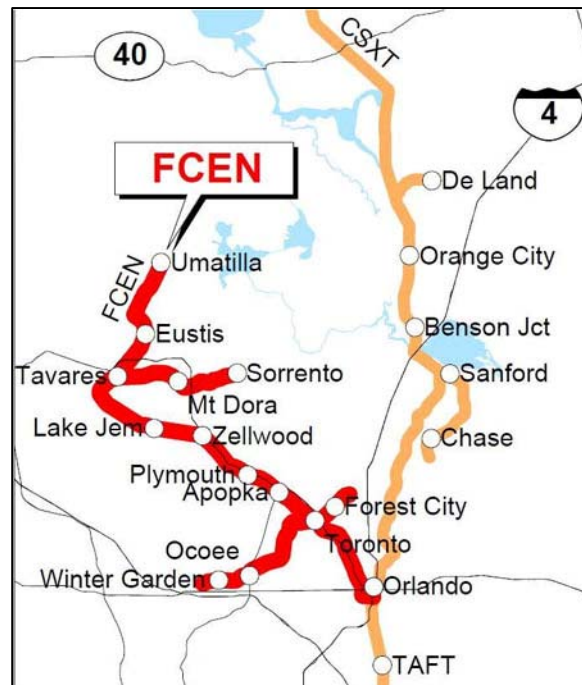 CSXT
40
4
FCEN
De Land
Umatilla
Orange City
FCEN
Benson Jct
Eustis
Tavares
Sorrento
Sanford
Mt Dora
Lake Jem
Zellwood
Chase
Plymouth
Apopka
Forest City
Toronto
Ocoee
Winter Garden
Orlando
TAFT